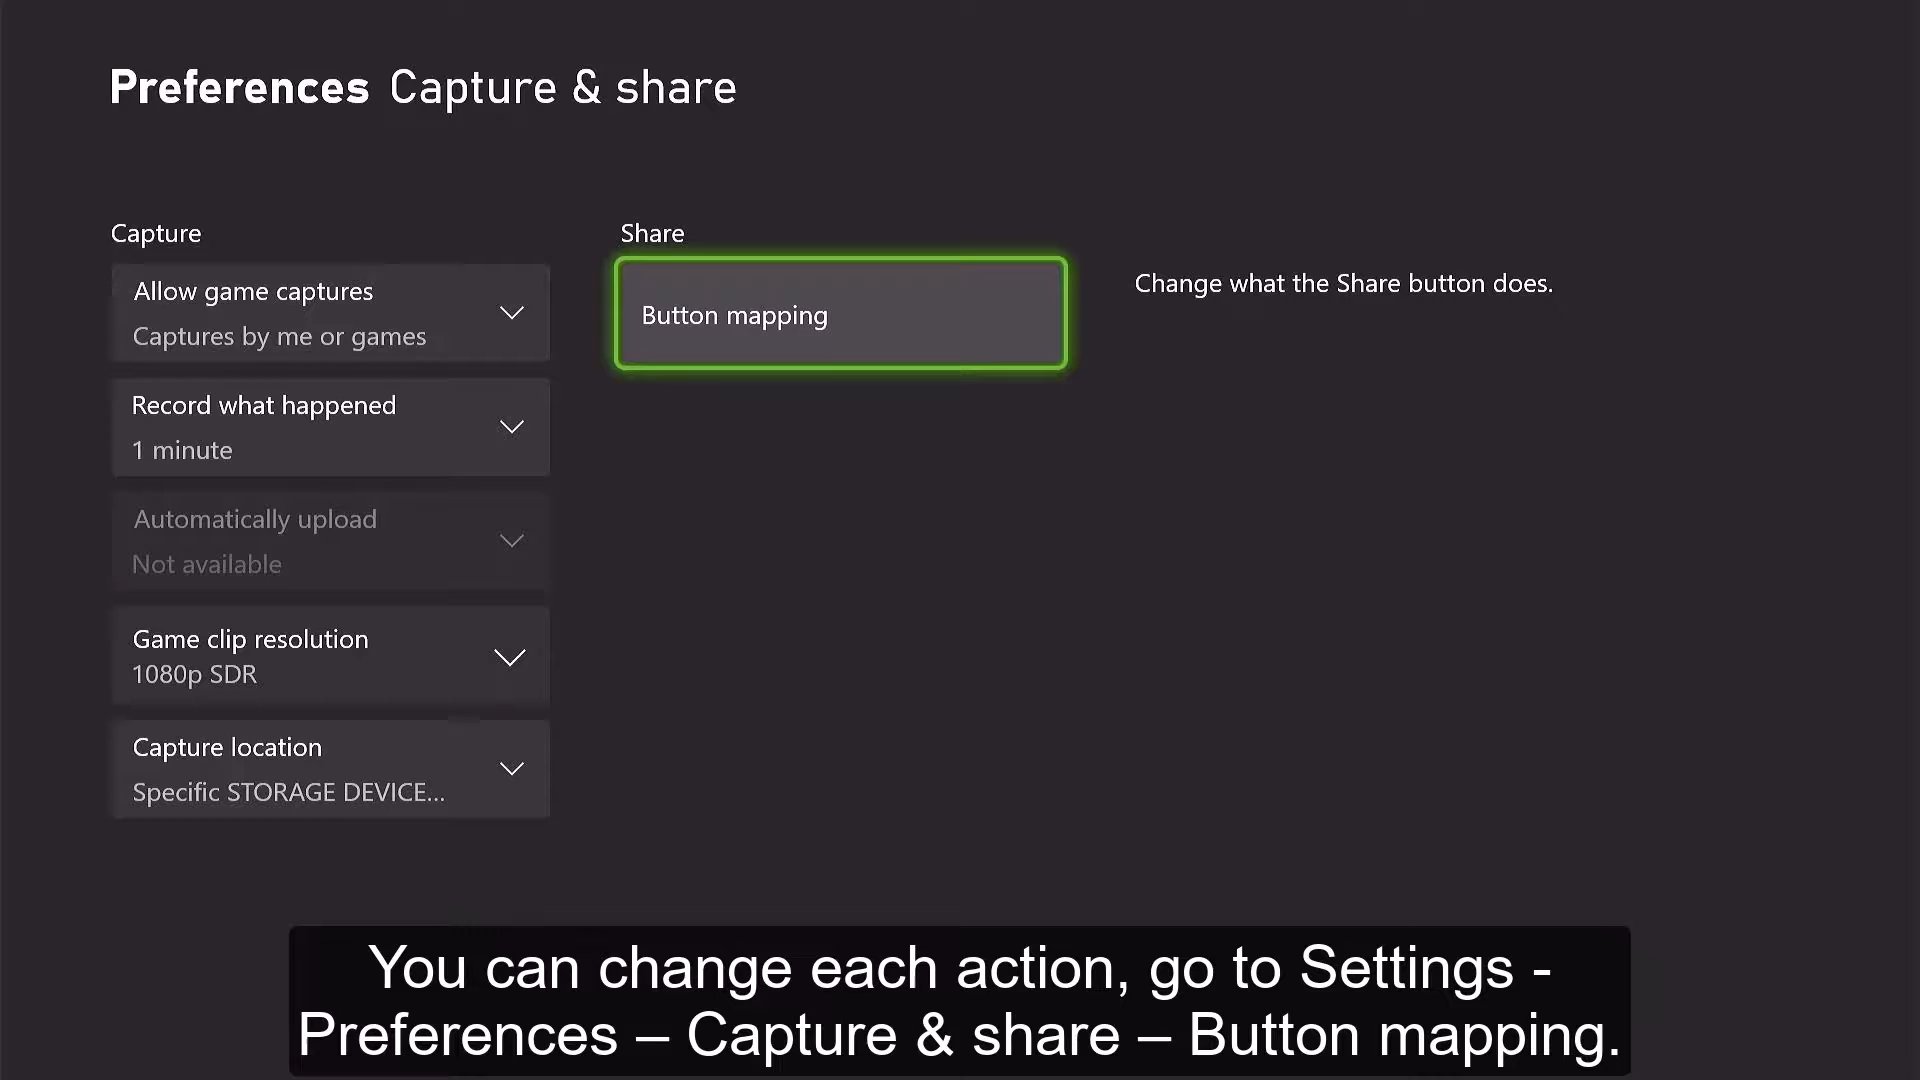 Preferences Capture & share
Capture
Allow game captures
Captures by me or games
Record what happened
1 minute
Automatically upload
Not available
Game clip resolution
1080p SDR
Capture location
Specific STORAGE DEVICE...
Share
Button mapping
Change what the Share button does.
You can change each action, go to Settings -
Preferences – Capture & share – Button mapping.